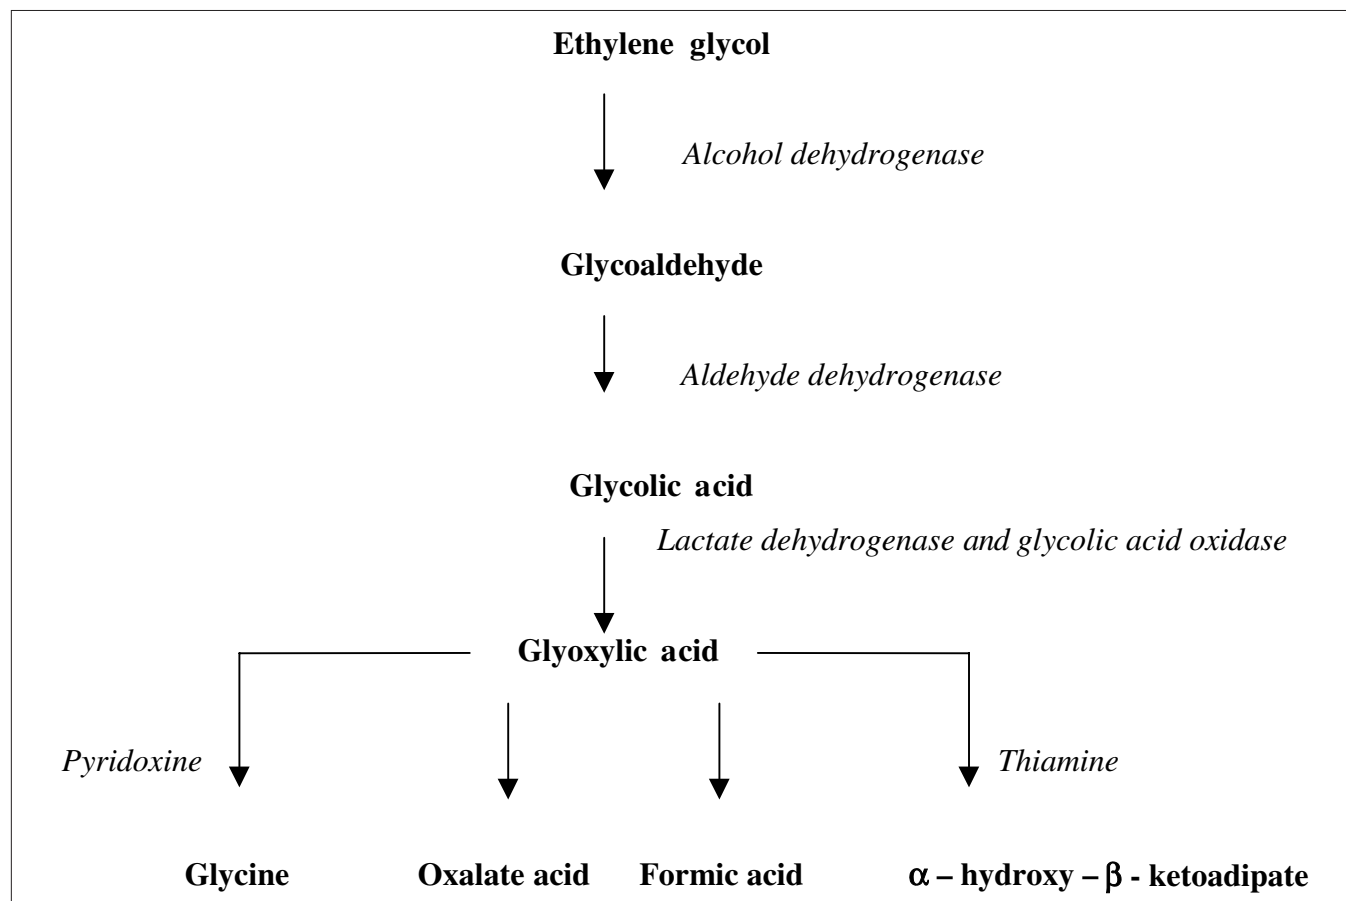 Ethylene glycol
Alcohol dehydrogenase
Glycoaldehyde
Aldehyde dehydrogenase
Glycolic acid
Lactate dehydrogenase and glycolic acid oxidase
Glyoxylic acid
Pyridoxine
Thiamine
Glycine
Oxalate acid
Formic acid
α – hydroxy – β - ketoadipate